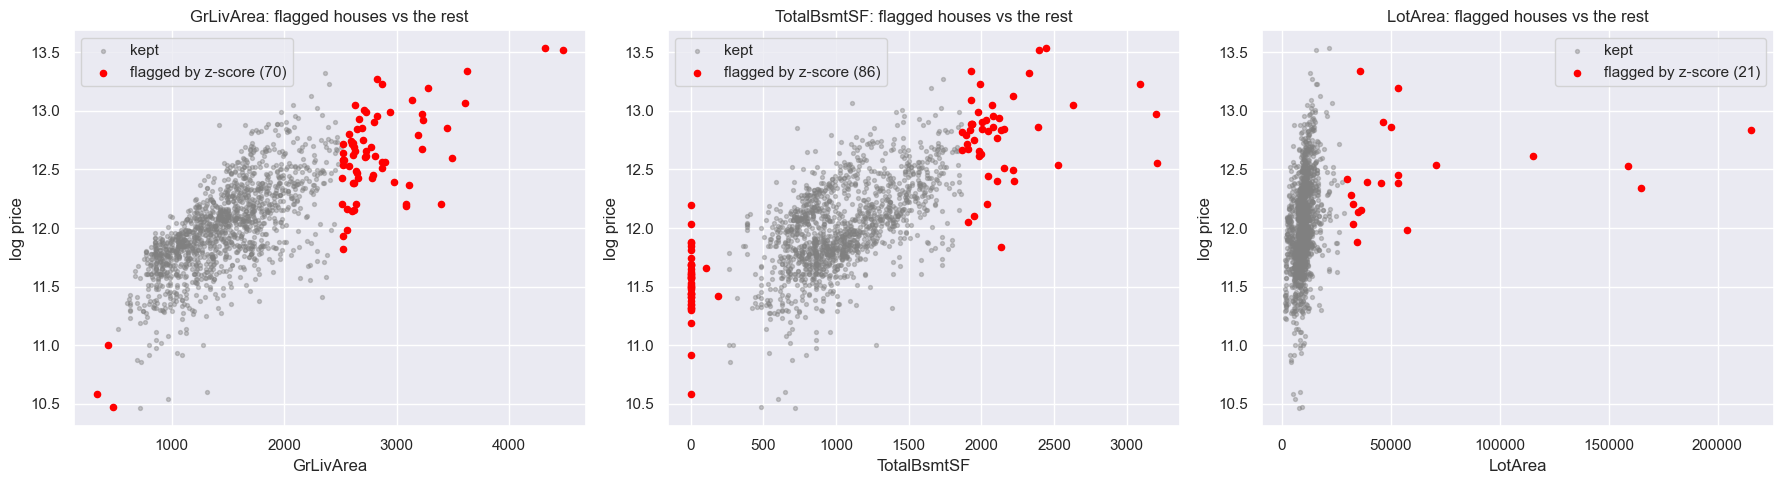 GrLivArea: flagged houses vs the rest
kept
flagged by z-score (70)
log price
13.5
13.0
12.5
12.0
11.5
11.0
10.5
1000
2000
3000
4000
GrLivArea
TotalBsmtSF: flagged houses vs the rest
kept
flagged by z-score (86)
log price
13.5
13.0
12.5
12.0
11.5
11.0
10.5
0
500
1000
1500
2000
2500
3000
TotalBsmtSF
LotArea: flagged houses vs the rest
kept
flagged by z-score (21)
log price
13.5
13.0
12.5
12.0
11.5
11.0
10.5
0
50000
100000
150000
200000
LotArea